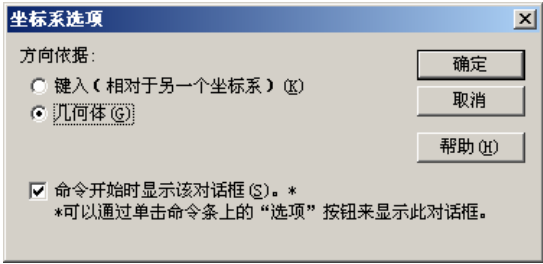 坐标系选项
方向依据:
键入(相对于另一个坐标系)(K)
几何体(G)
确定
取消
帮助(H)
命令开始时显示该对话框(S)。*
*可以通过单击命令条上的“选项”按钮来显示此对话框。